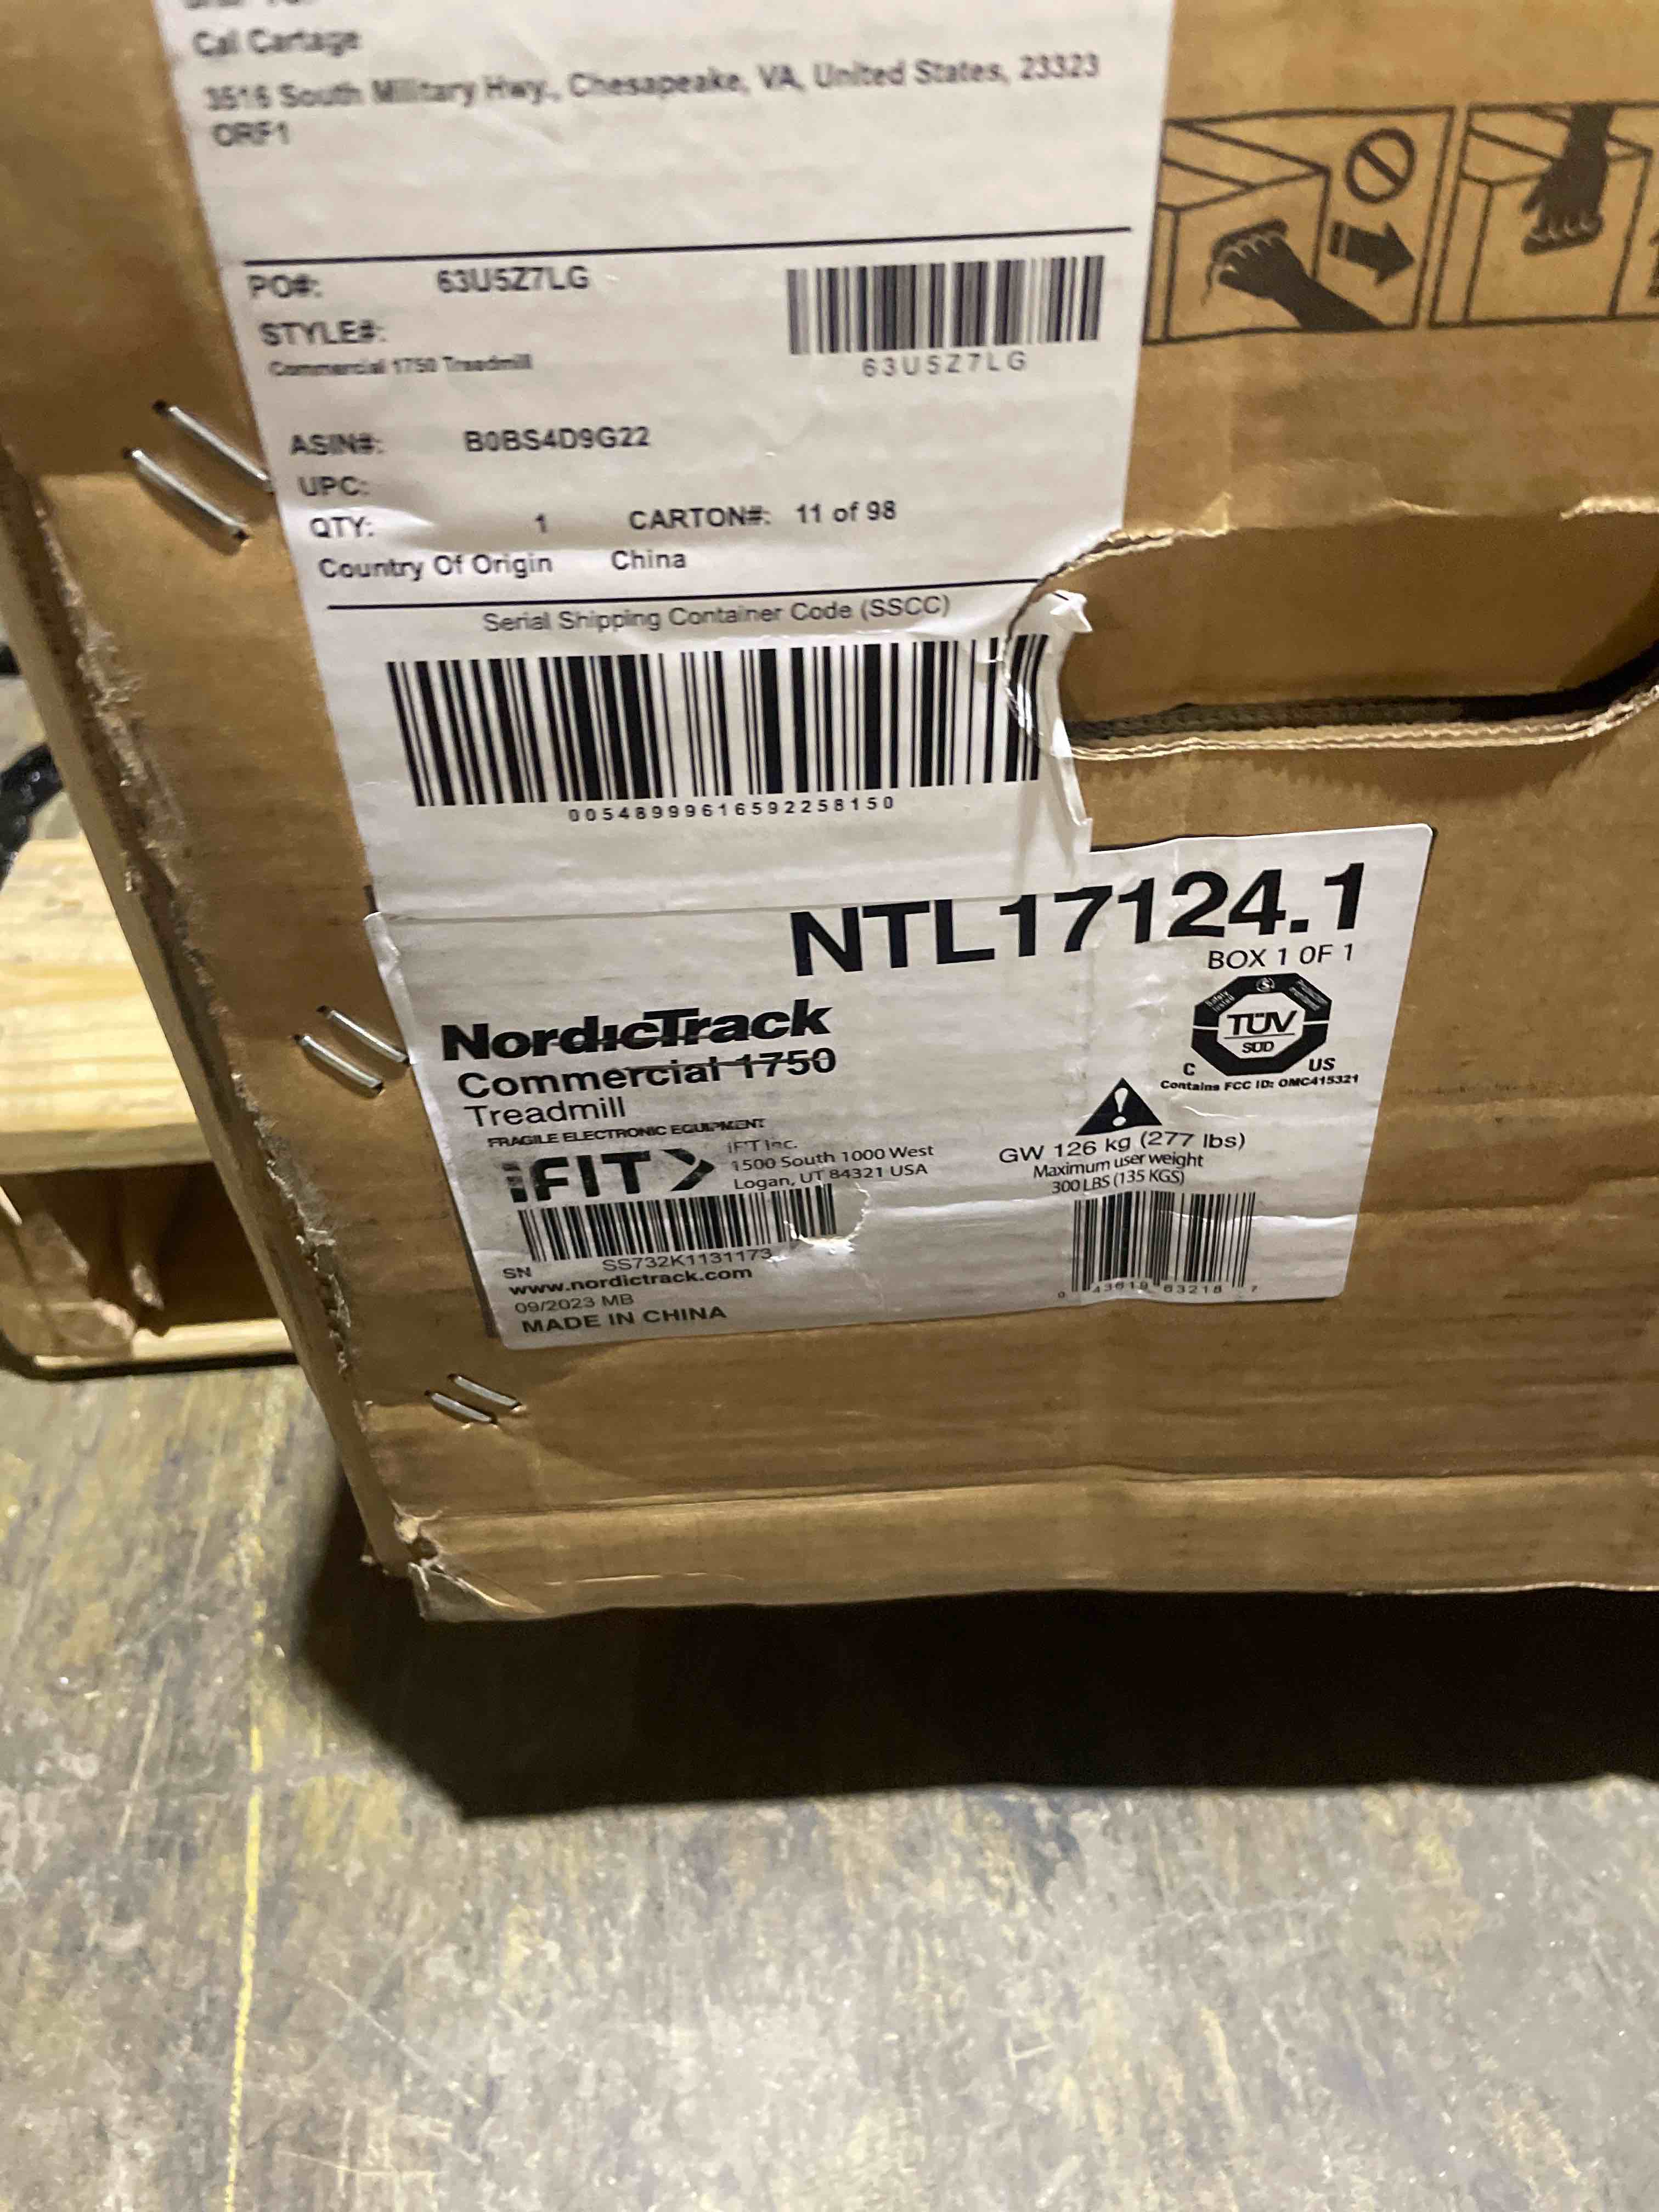 Cal Cartage
3516 South Military Hwy., Chesapeake, VA, United States, 23323
ORF1
PO#: 63U5Z7LG
63U5Z7LG
STYLE#:
Commercial 1750 Treadmill
ASIN#: B0BS4D9G22
UPC:
QTY: 1 CARTON#: 11 of 98
Country Of Origin China
Serial Shipping Container Code (SSCC)
00548999616592258150
NTL17124.1
BOX 1 OF 1
NordicTrack
Commercial 1750
Treadmill
FRAGILE ELECTRONIC EQUIPMENT
iFIT
iFIT Inc.
1500 South 1000 West
Logan, UT 84321 USA
SN SS732K1131173
www.nordictrack.com
09/2023 MB
MADE IN CHINA
TÜV
SÜD
C US
Contains FCC ID: OMC415321
GW 126 kg (277 lbs)
Maximum user weight
300 LBS (135 KGS)
0 43619 63218 7